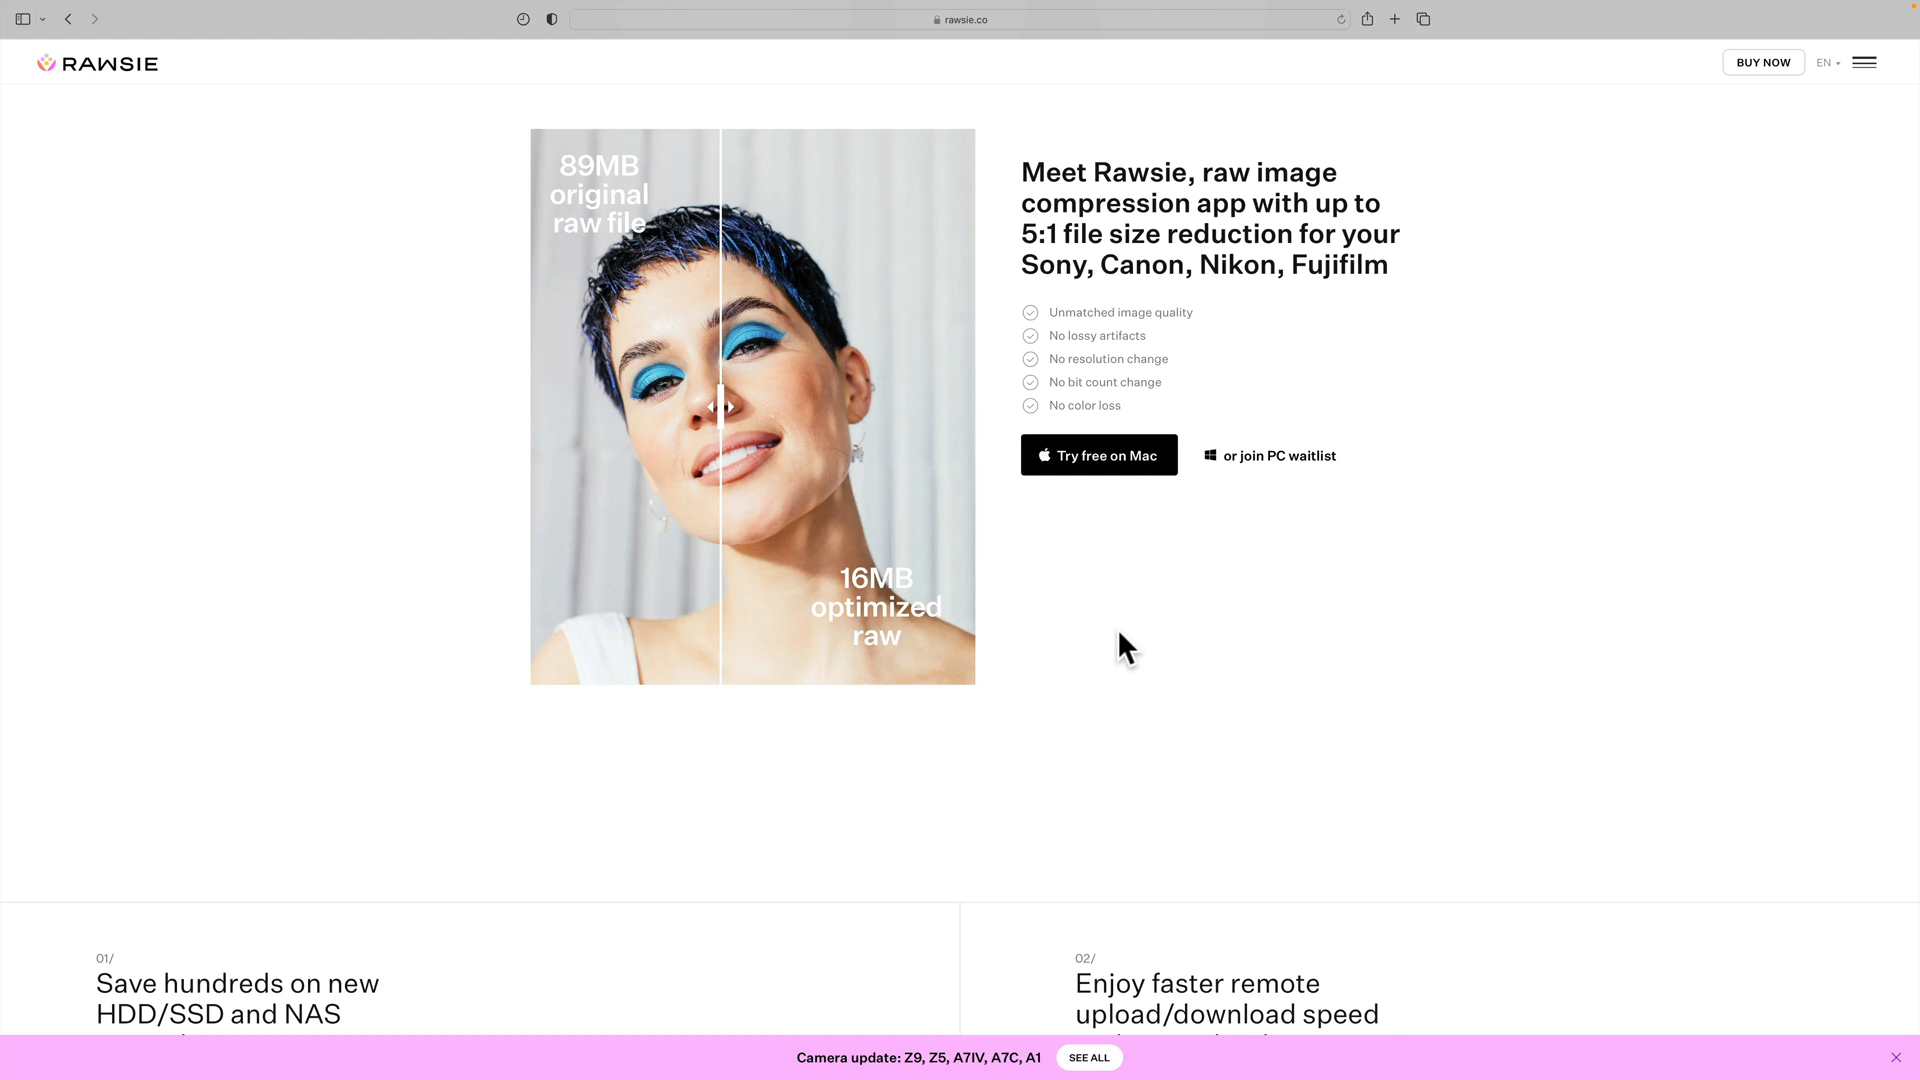 rawsie.co
RAWSIE
BUY NOW
EN
89MB
original
raw file
16MB
optimized
raw
Meet Rawsie, raw image
compression app with up to
5:1 file size reduction for your
Sony, Canon, Nikon, Fujifilm
Unmatched image quality
No lossy artifacts
No resolution change
No bit count change
No color loss
Try free on Mac
or join PC waitlist
01/
Save hundreds on new
HDD/SSD and NAS
02/
Enjoy faster remote
upload/download speed
Camera update: Z9, Z5, A7IV, A7C, A1
SEE ALL